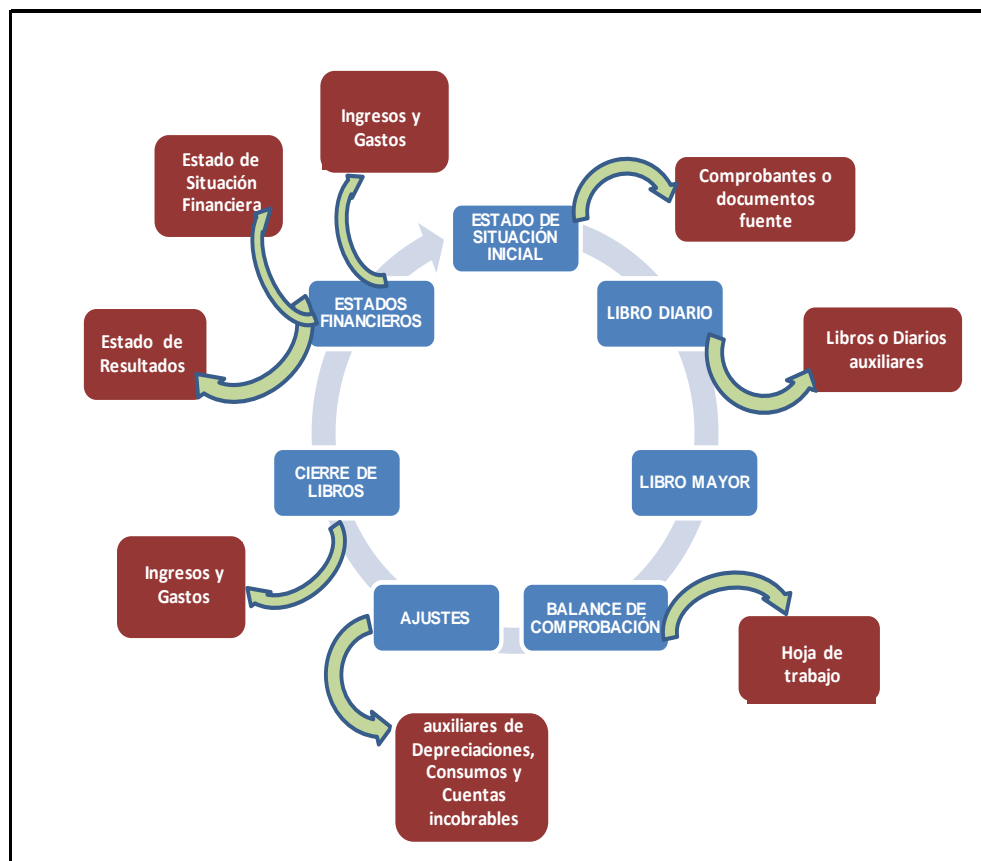 Ingresos y
Gastos
Estado de
Situación
Financiera
Comprobantes o
documentos
fuente
ESTADO DE
SITUACIÓN
INICIAL
ESTADOS
FINANCIEROS
LIBRO DIARIO
Estado de
Resultados
Libros o Diarios
auxiliares
CIERRE DE
LIBROS
LIBRO MAYOR
Ingresos y
Gastos
AJUSTES
BALANCE DE
COMPROBACIÓN
Hoja de
trabajo
auxiliares de
Depreciaciones,
Consumos y
Cuentas
incobrables